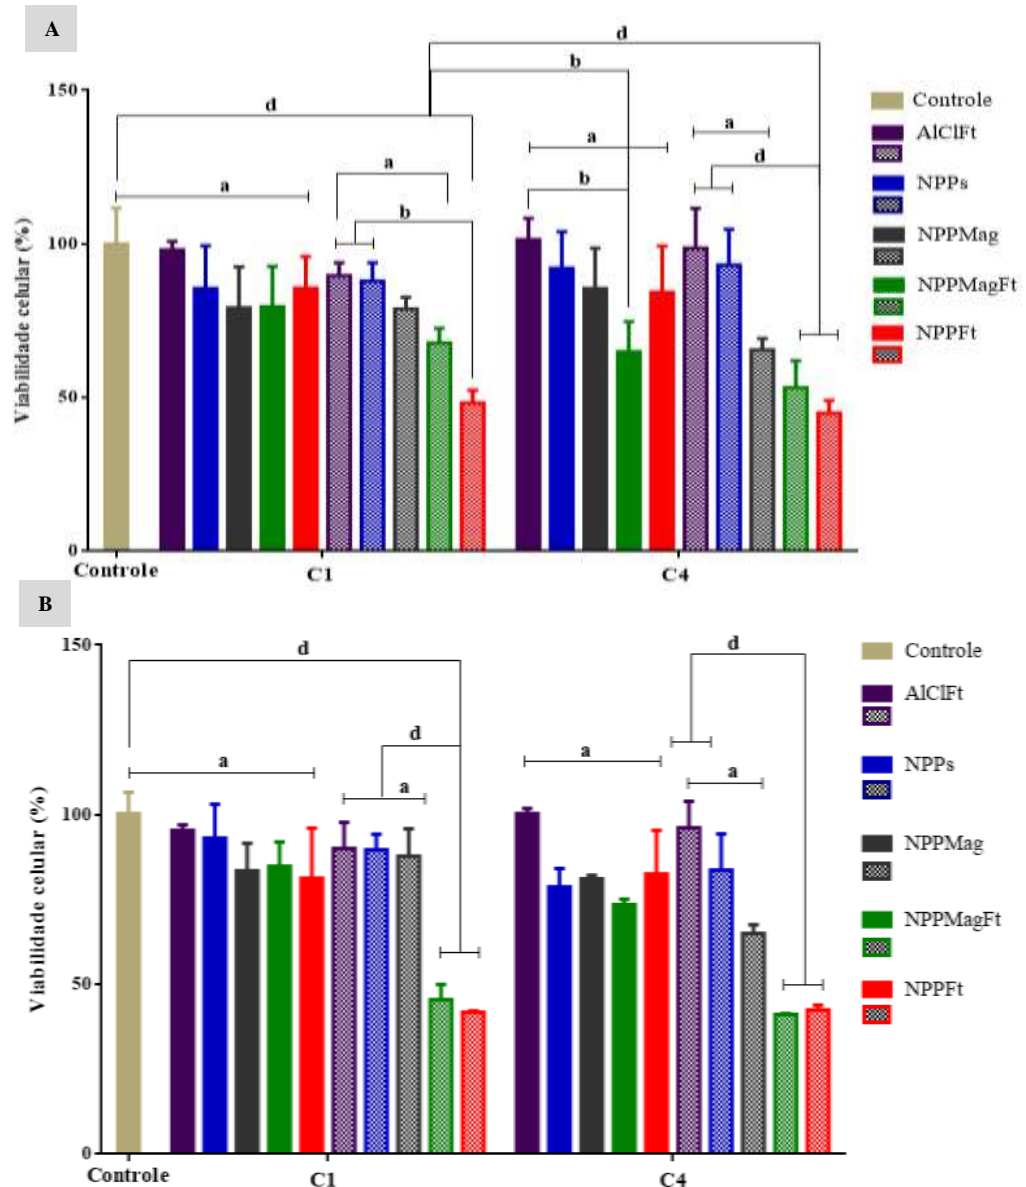 A
d
b
150
Controle
d
a
a
AlClFt
a
d
NPPs
a
b
b
NPPMag
100
NPPMagFt
NPPFt
50
0
Viabilidade celular (%)
Controle
C1
C4
B
150
d
d
Controle
AlClFt
d
a
a
NPPs
a
a
100
NPPMag
NPPMagFt
50
NPPFt
0
Viabilidade celular (%)
Controle
C1
C4